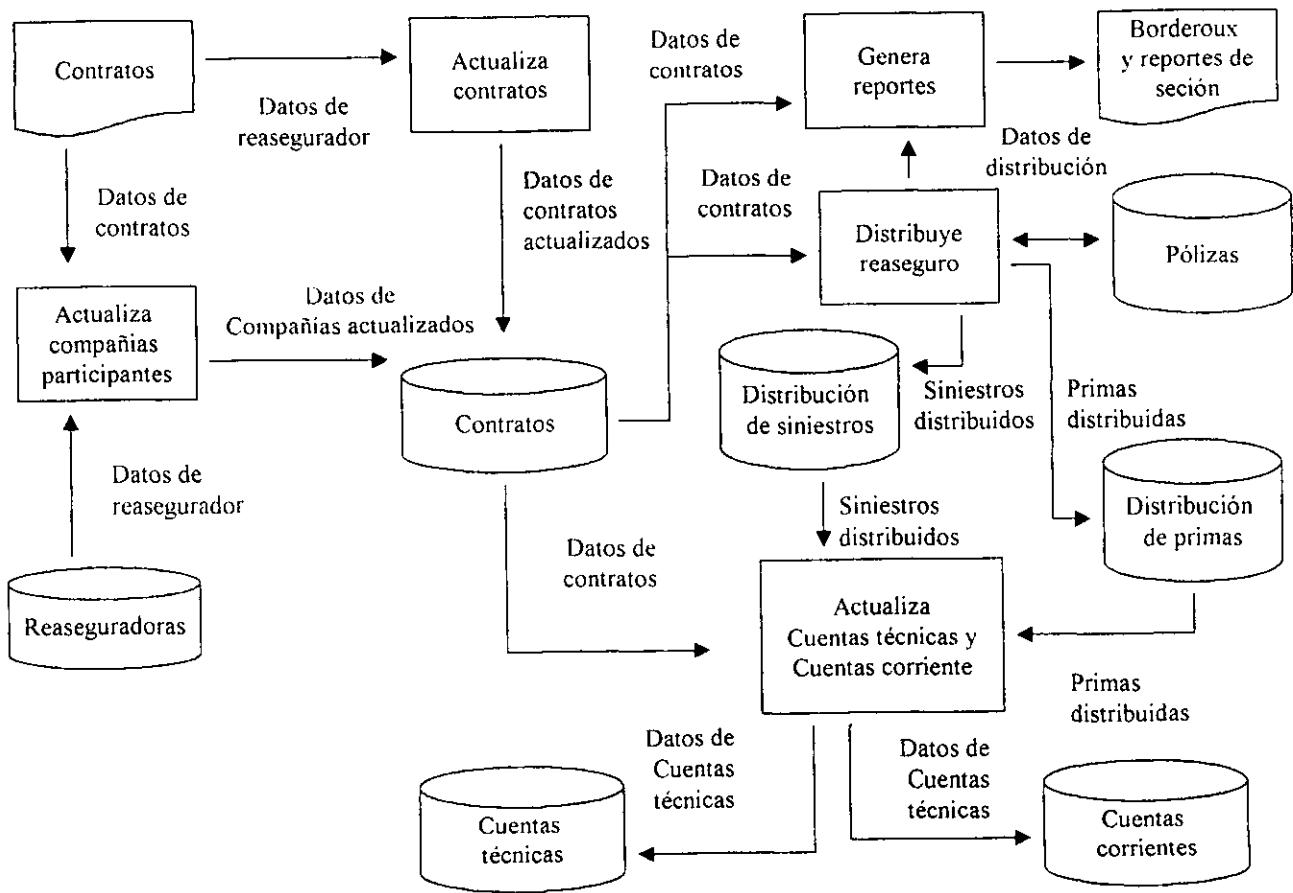 Contratos
Datos de
reasegurador
Actualiza
contratos
Datos de
contratos
Genera
reportes
Borderoux
y reportes de
seción
Datos de
contratos
Datos de
contratos
actualizados
Datos de
contratos
Datos de
distribución
Distribuye
reaseguro
Pólizas
Actualiza
compañias
participantes
Datos de
Compañías actualizados
Contratos
Distribución
de siniestros
Siniestros
distribuidos
Primas
distribuidas
Datos de
reasegurador
Reaseguradoras
Datos de
contratos
Siniestros
distribuidos
Distribución
de primas
Actualiza
Cuentas técnicas y
Cuentas corriente
Primas
distribuidas
Datos de
Cuentas
técnicas
Datos de
Cuentas
técnicas
Cuentas
técnicas
Cuentas
corrientes